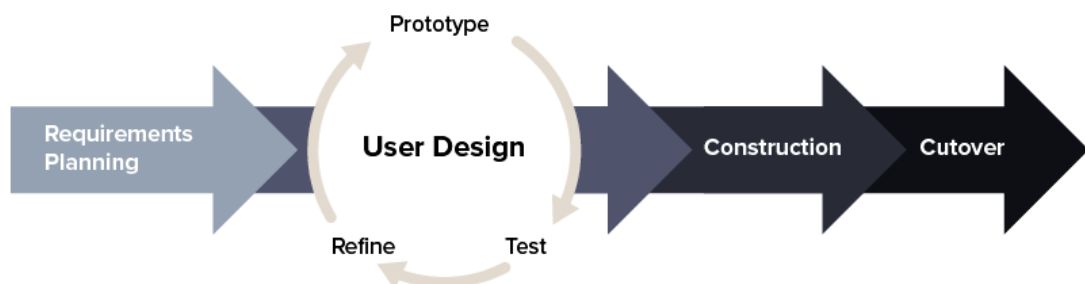 Prototype
Requirements
Planning
User Design
Construction
Cutover
Refine
Test